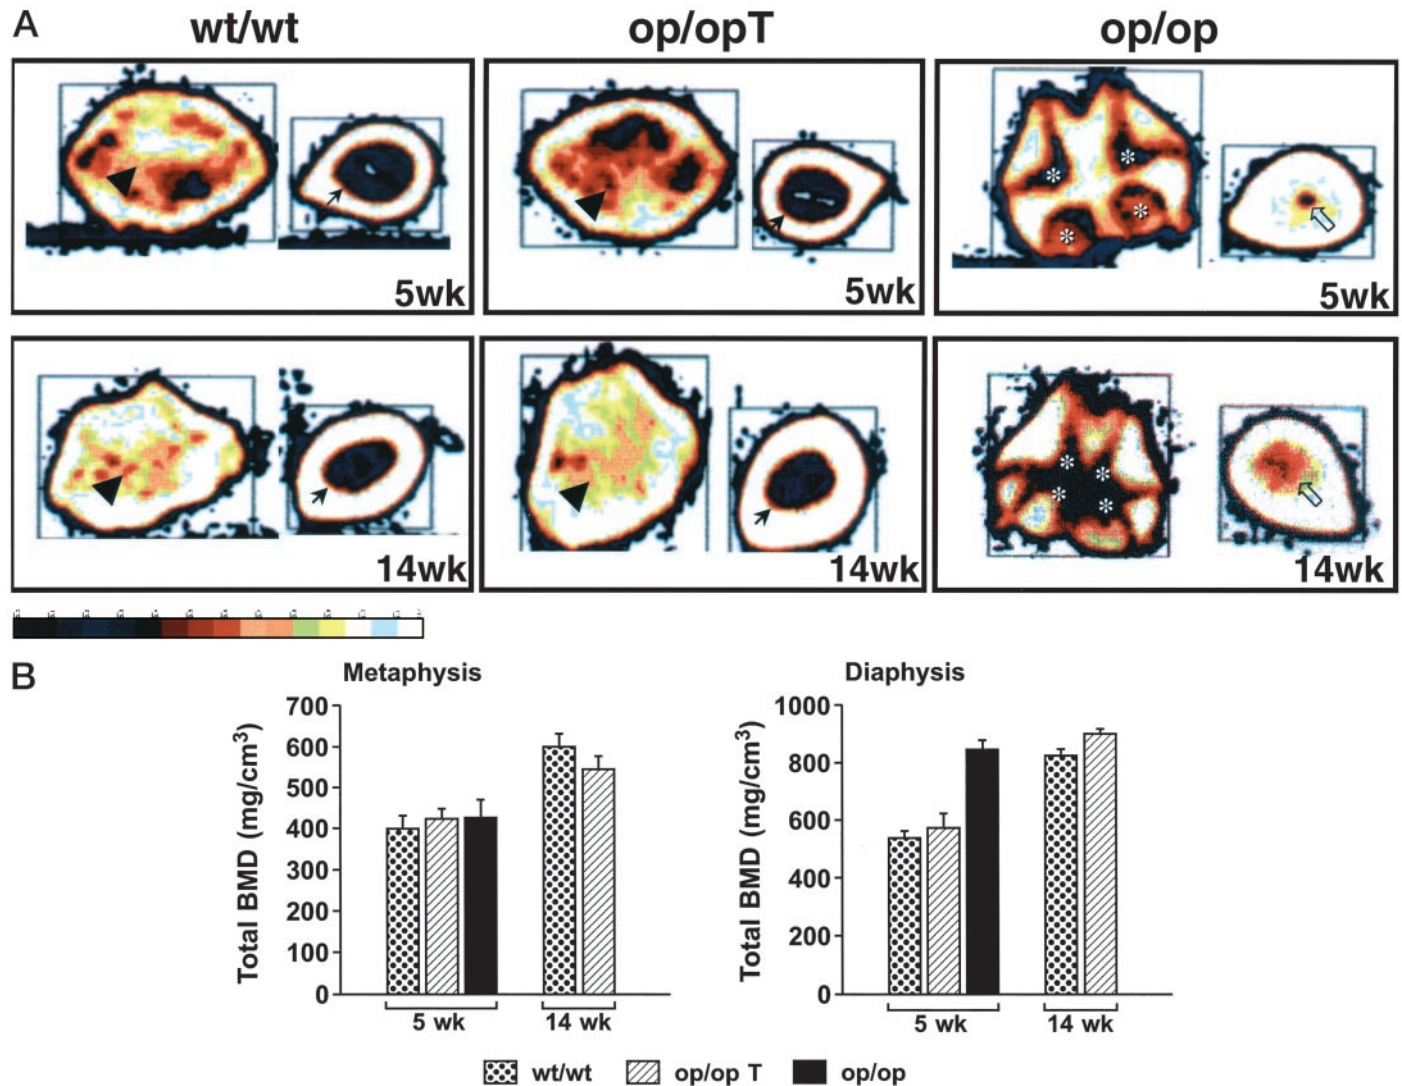 A
wt/wt
op/opT
op/op
5wk
5wk
5wk
14wk
14wk
14wk
B
Metaphysis
Diaphysis
Total BMD (mg/cm³)
700
600
500
400
300
200
100
0
5 wk
14 wk
Total BMD (mg/cm³)
1000
800
600
400
200
0
5 wk
14 wk
wt/wt
op/op T
op/op